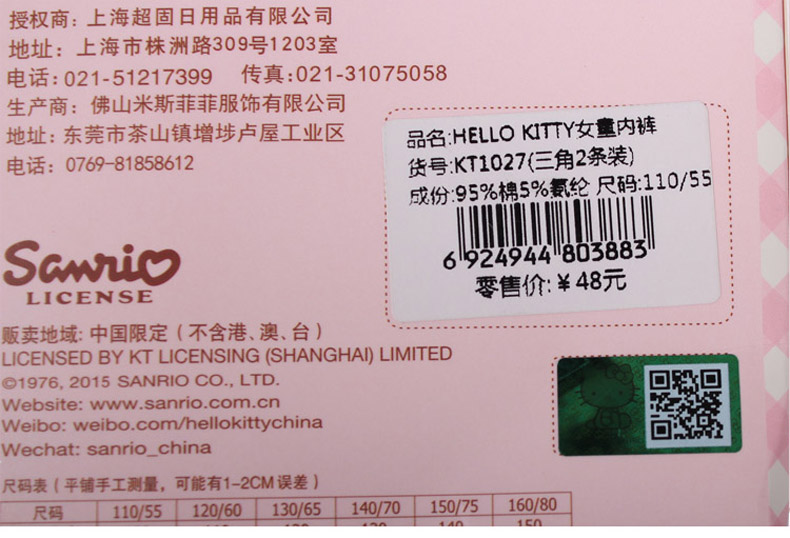 授权商: 上海超固日用品有限公司
地址: 上海市株洲路309号1203室
电话:021-51217399 传真:021-31075058
生产商: 佛山米斯菲菲服饰有限公司
地址: 东莞市茶山镇增埗卢屋工业区
电话: 0769-81858612
品名:HELLO KITTY女童内裤
货号:KT1027(三角2条装)
成份:95%棉5%氨纶 尺码:110/55
6 924944 803883
零售价:¥48元
Sanrio
LICENSE
贩卖地域: 中国限定 ( 不含港、澳、台 )
LICENSED BY KT LICENSING (SHANGHAI) LIMITED
©1976, 2015 SANRIO CO., LTD.
Website: www.sanrio.com.cn
Weibo: weibo.com/hellokittychina
Wechat: sanrio_china
尺码表 ( 平铺手工测量, 可能有1-2CM误差 )
尺码 110/55 120/60 130/65 140/70 150/75 160/80